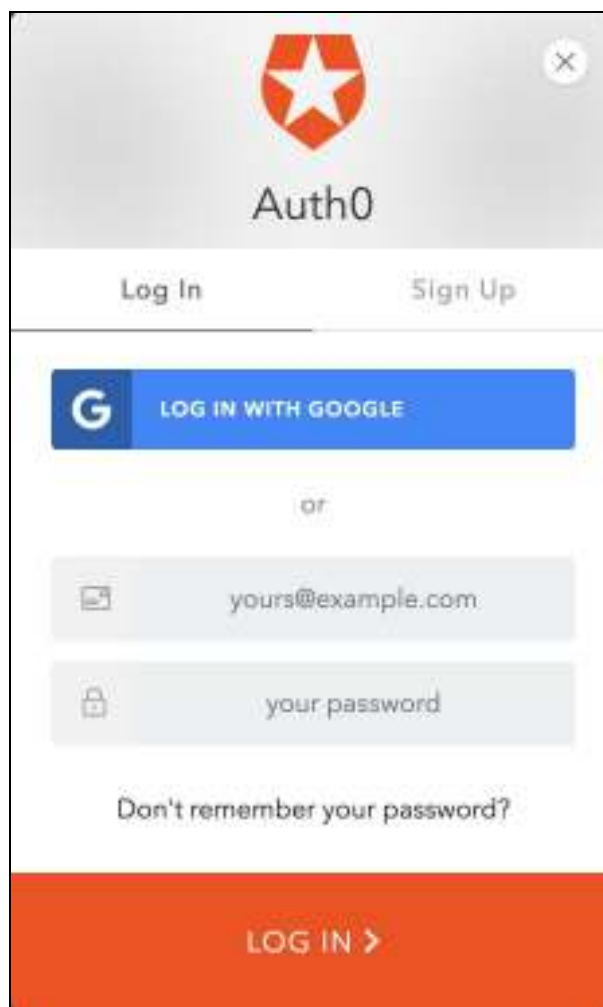 Auth0
Log In Sign Up
G LOG IN WITH GOOGLE
or
yours@example.com
your password
Don't remember your password?
LOG IN >